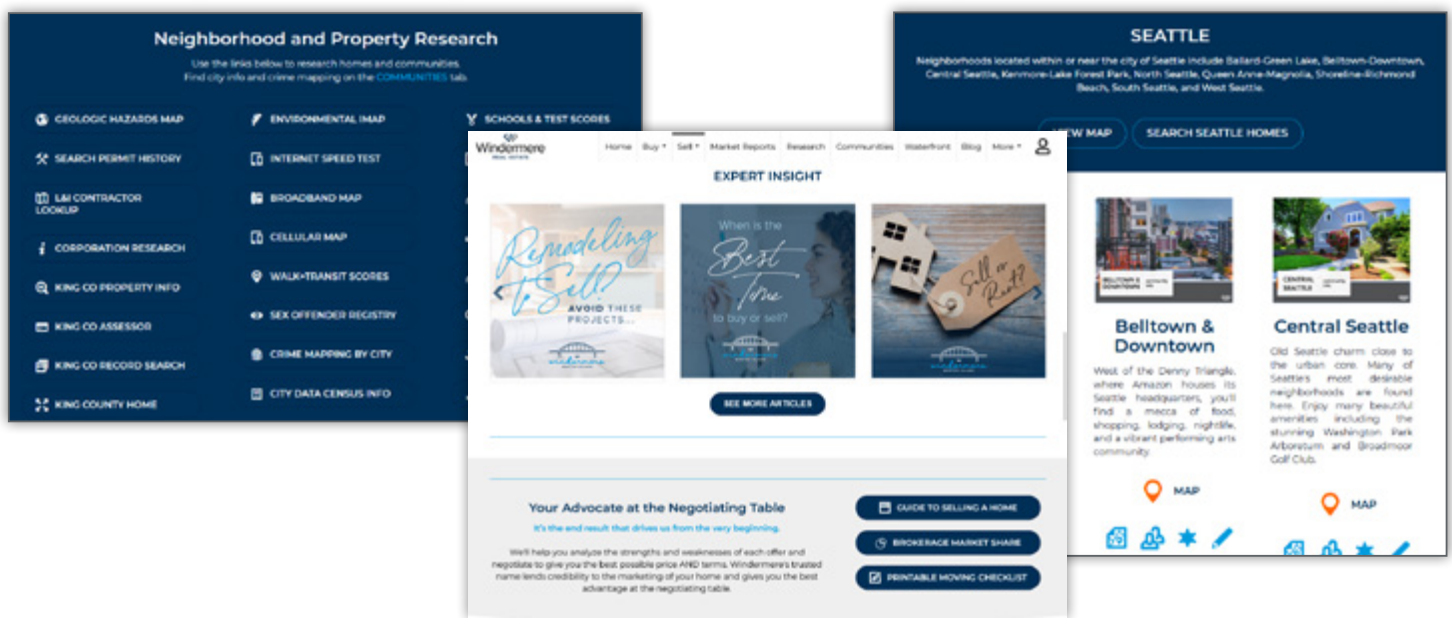 Neighborhood and Property Research
Use the links below to research homes and communities.
Find city info and crime mapping on the COMMUNITIES tab.
GEOLOGIC HAZARDS MAP
ENVIRONMENTAL IMAP
SCHOOLS & TEST SCORES
SEARCH PERMIT HISTORY
INTERNET SPEED TEST
L&I CONTRACTOR
LOOKUP
BROADBAND MAP
CELLULAR MAP
CORPORATION RESEARCH
WALK+TRANSIT SCORES
KING CO PROPERTY INFO
SEX OFFENDER REGISTRY
KING CO ASSESSOR
CRIME MAPPING BY CITY
KING CO RECORD SEARCH
CITY DATA CENSUS INFO
KING COUNTY HOME
Windermere
REAL ESTATE
Home Buy Sell Market Reports Research Communities Waterfront Blog More
EXPERT INSIGHT
Remodeling
to Sell?
AVOID THESE
PROJECTS...
windermere
When is the
Best
Time
to buy or sell?
windermere
Sell or
Rent?
windermere
SEE MORE ARTICLES
Your Advocate at the Negotiating Table
It's the end result that drives us from the very beginning.
We'll help you analyze the strengths and weaknesses of each offer and
negotiate to give you the best possible price AND terms. Windermere's trusted
name lends credibility to the marketing of your home and gives you the best
advantage at the negotiating table.
GUIDE TO SELLING A HOME
BROKERAGE MARKET SHARE
PRINTABLE MOVING CHECKLIST
SEATTLE
Neighborhoods located within or near the city of Seattle include Ballard-Green Lake, Belltown-Downtown,
Central Seattle, Kenmore-Lake Forest Park, North Seattle, Queen Anne-Magnolia, Shoreline-Richmond
Beach, South Seattle, and West Seattle.
VIEW MAP
SEARCH SEATTLE HOMES
BELLTOWN &
DOWNTOWN
Belltown &
Downtown
West of the Denny Triangle,
where Amazon houses its
Seattle headquarters, you'll
find a mecca of food,
shopping, lodging, nightlife,
and a vibrant performing arts
community.
MAP
CENTRAL
SEATTLE
Central Seattle
Old Seattle charm close to
the urban core. Many of
Seattle's most desirable
neighborhoods are found
here. Enjoy many beautiful
amenities including the
stunning Washington Park
Arboretum and Broadmoor
Golf Club.
MAP